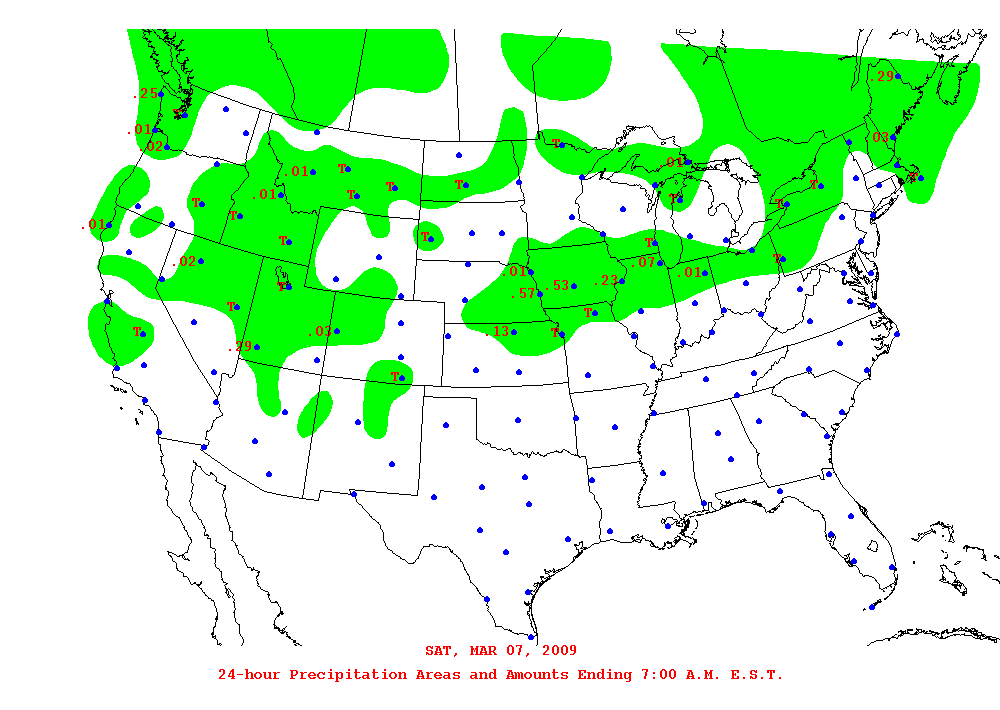 .29
.25
.01
.02
.03
T
.01
T
.01
T
T
T
.01
T
T
T
T
T
T
.01
T
T
T
T
.02
.07
.01
T
.01
T
.57
.53
.23
T
T
T
.03
.13
T
.29
T
SAT, MAR 07, 2009
24-hour Precipitation Areas and Amounts Ending 7:00 A.M. E.S.T.